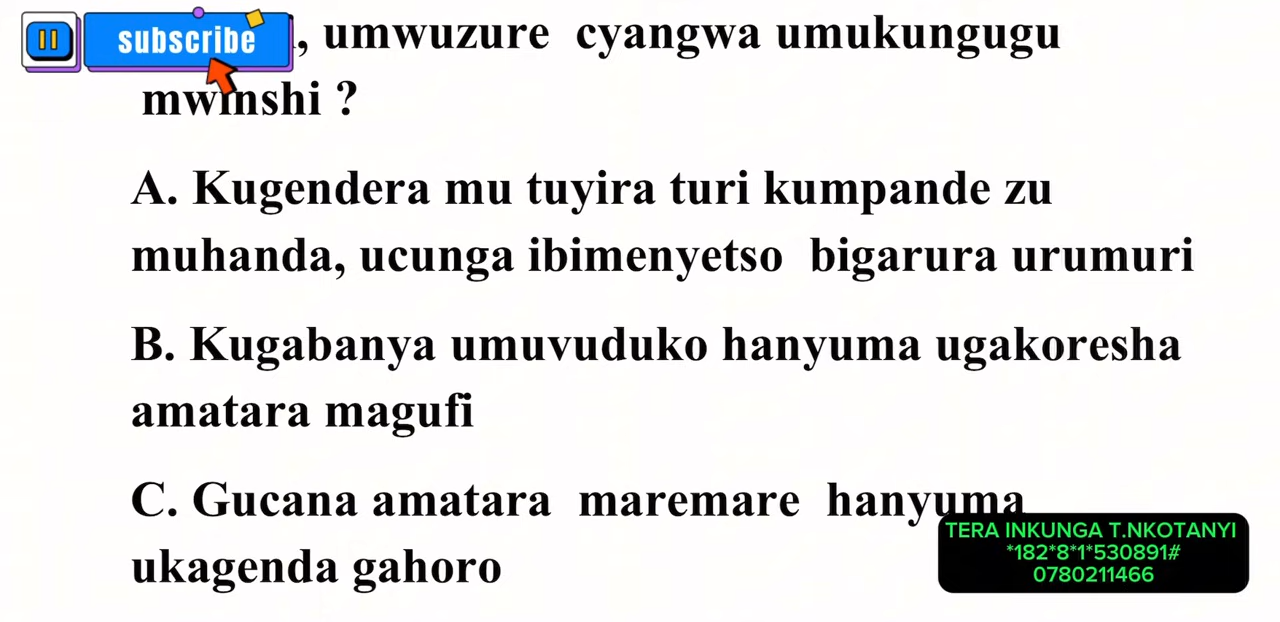 subscribe
, umwuzure cyangwa umukungugu
mwinshi ?
A. Kugendera mu tuyira turi kumpande zu
muhanda, ucunga ibimenyetso bigarura urumuri
B. Kugabanya umuvuduko hanyuma ugakoresha
amatara magufi
C. Gucana amatara maremare hanyuma
ukagenda gahoro
TERA INKUNGA T.NKOTANYI
*182*8*1*530891#
0780211466